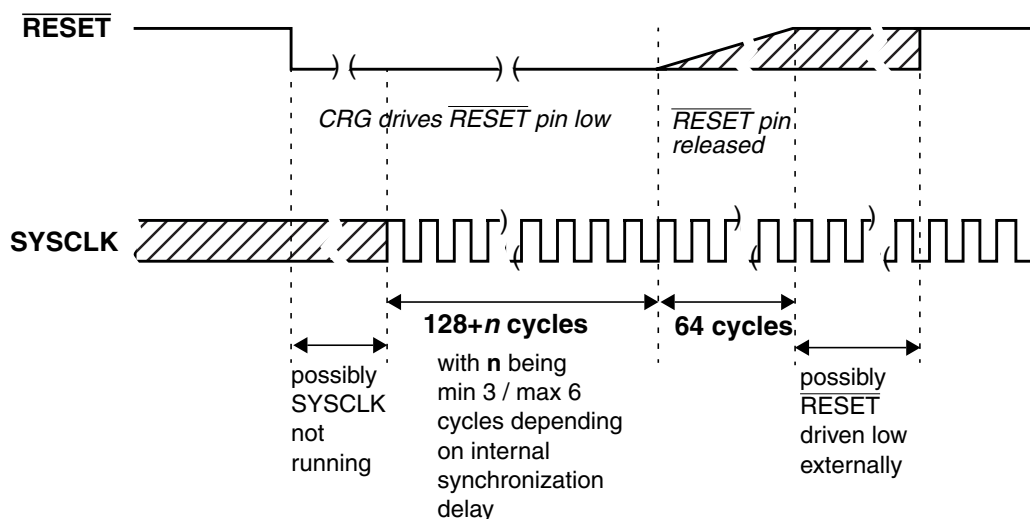 RESET
CRG drives RESET pin low
RESET pin
released
SYSCLK
128+n cycles
with n being
min 3 / max 6
cycles depending
on internal
synchronization
delay
64 cycles
possibly
SYSCLK
not
running
possibly
RESET
driven low
externally